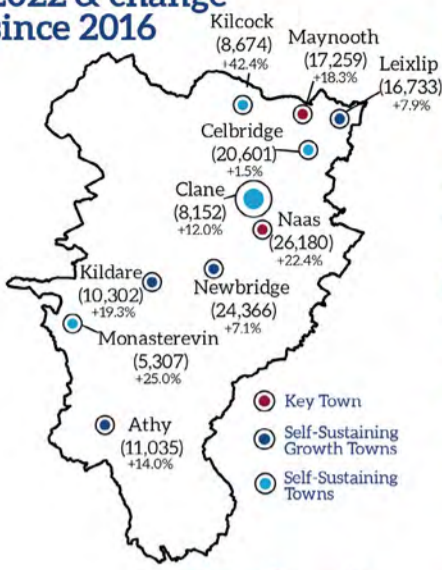 2022 & change
since 2016
Kilcock
(8,674)
+42.4%
Maynooth
(17,259)
+18.3%
Leixlip
(16,733)
+7.9%
Celbridge
(20,601)
+1.5%
Clane
(8,152)
+12.0%
Naas
(26,180)
+22.4%
Kildare
(10,302)
+19.3%
Newbridge
(24,366)
+7.1%
Monasterevin
(5,307)
+25.0%
Athy
(11,035)
+14.0%
Key Town
Self-Sustaining
Growth Towns
Self-Sustaining
Towns